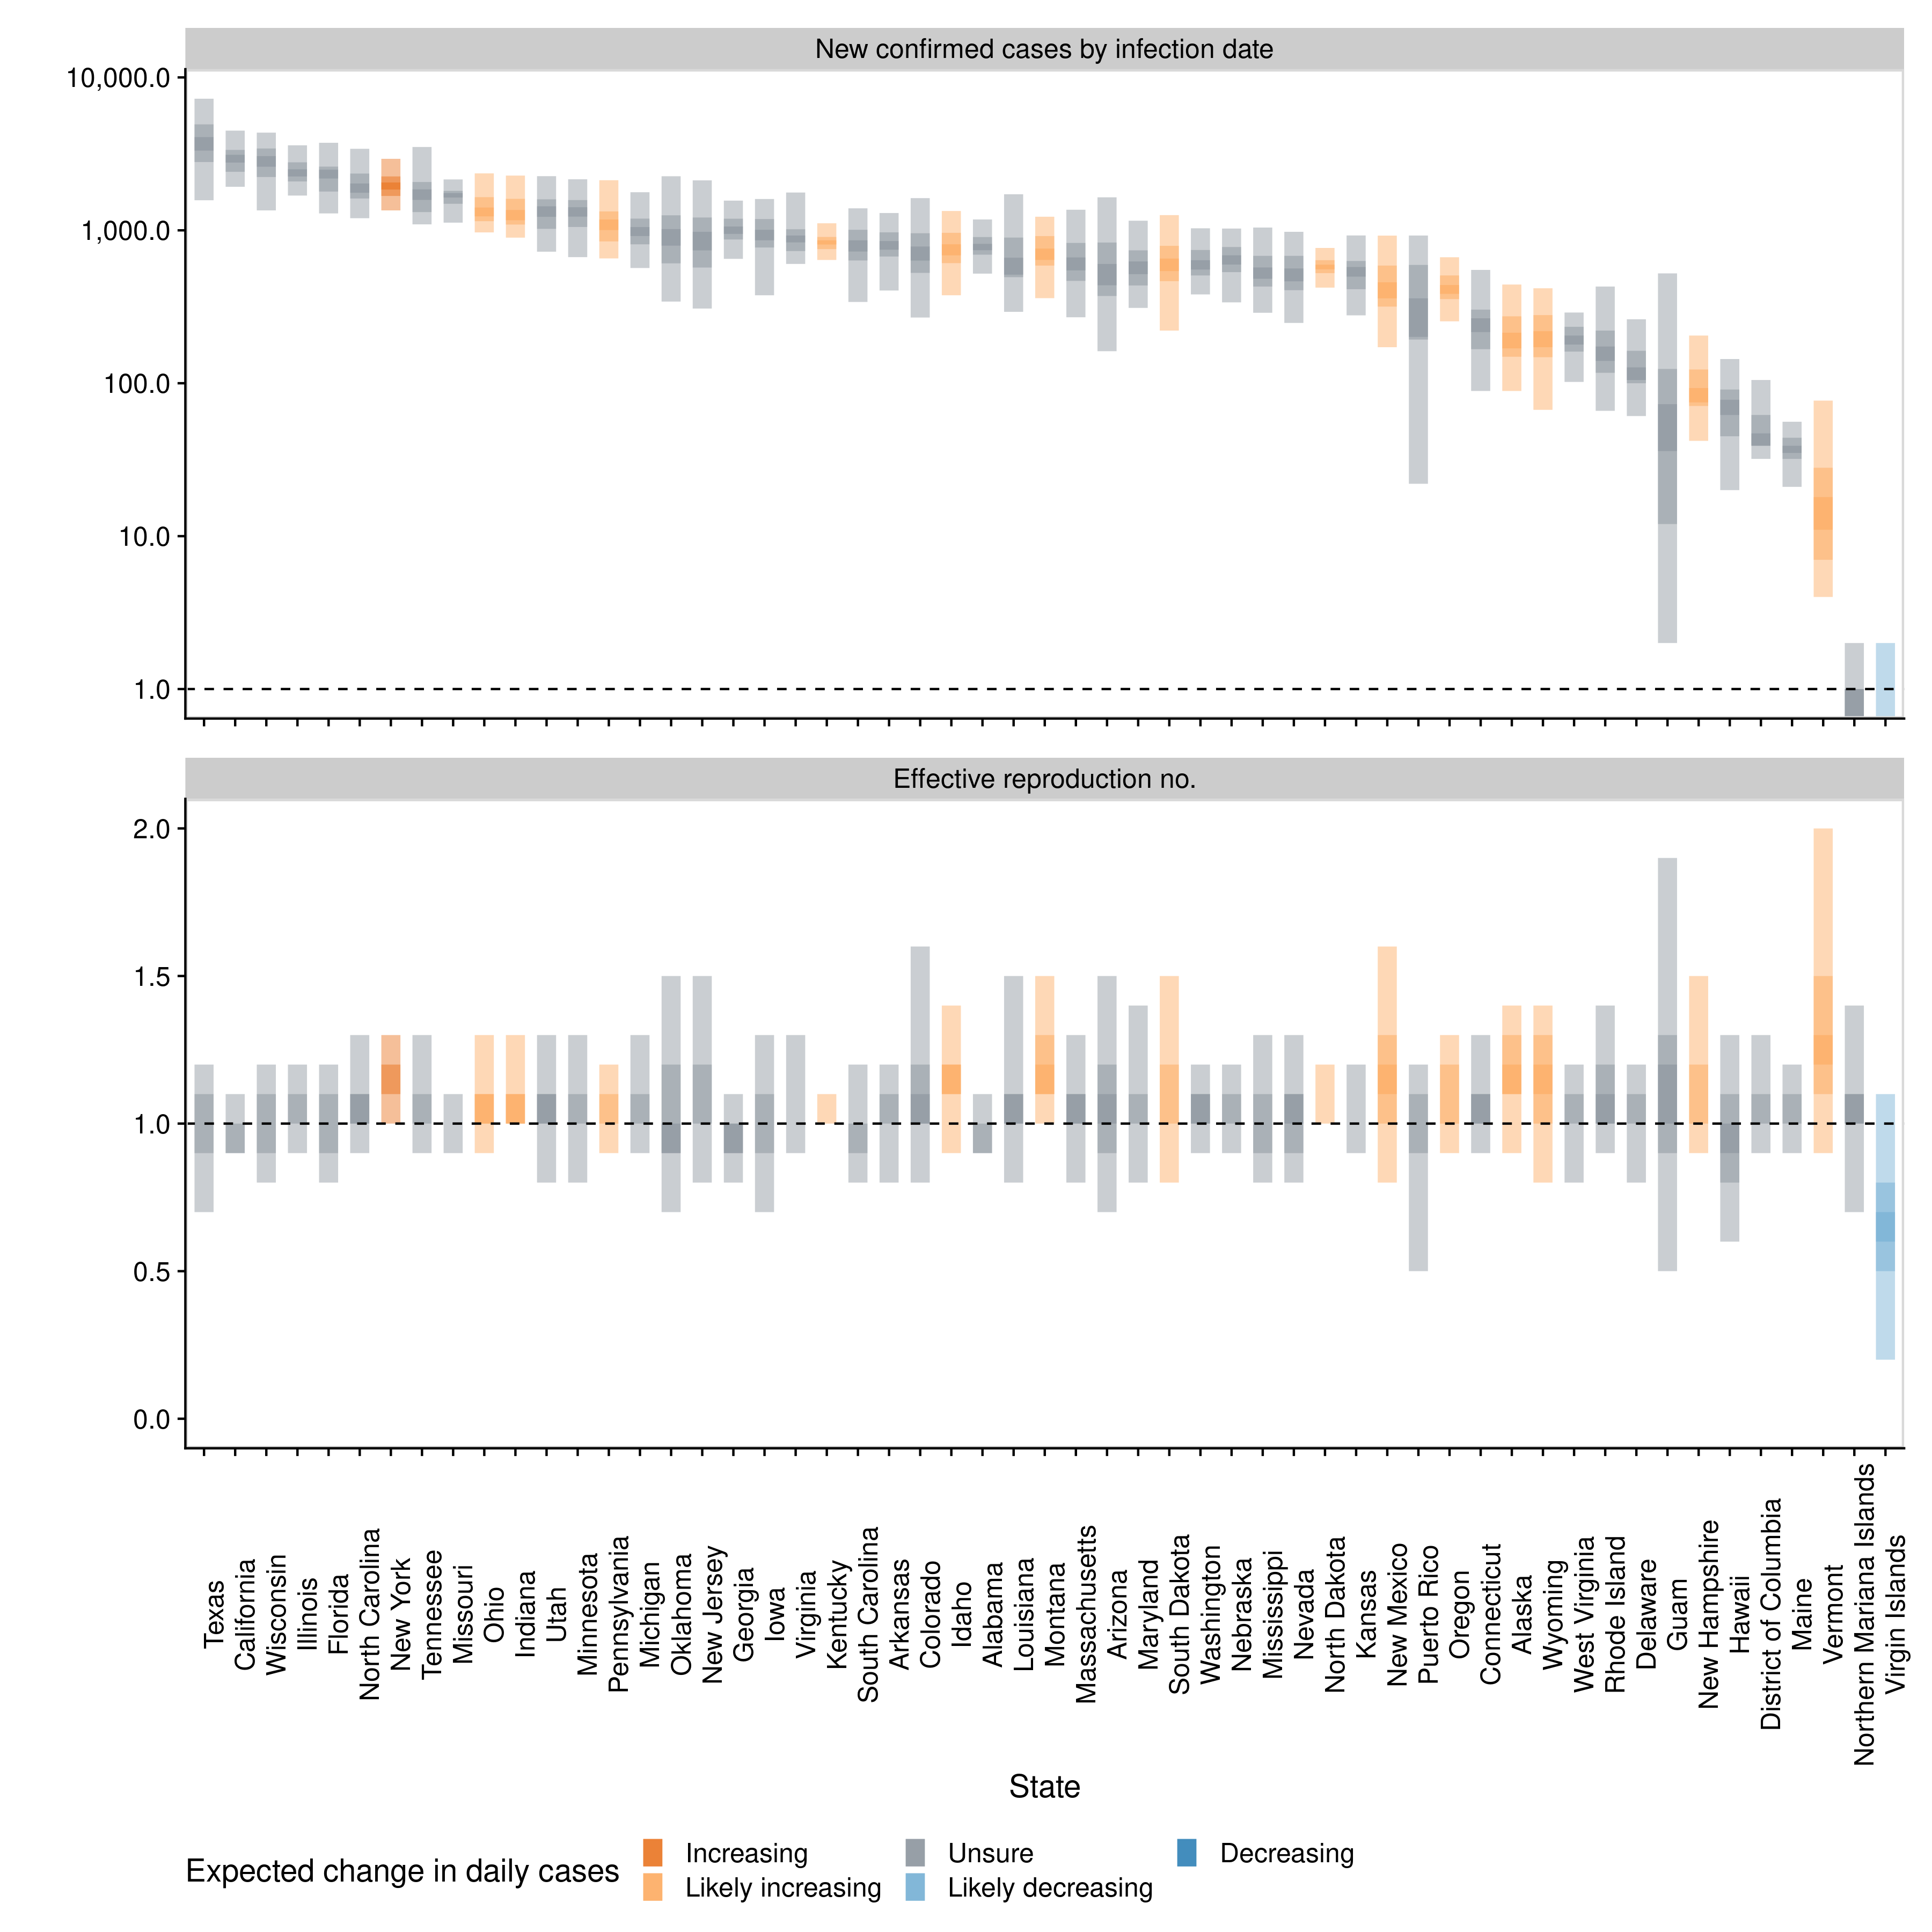 New confirmed cases by infection date
10,000.0
1,000.0
100.0
10.0
1.0
Effective reproduction no.
2.0
1.5
1.0
0.5
0.0
Texas
California
Wisconsin
Illinois
Florida
North Carolina
New York
Tennessee
Missouri
Ohio
Indiana
Utah
Minnesota
Pennsylvania
Michigan
Oklahoma
New Jersey
Georgia
Iowa
Virginia
Kentucky
South Carolina
Arkansas
Colorado
Idaho
Alabama
Louisiana
Montana
Massachusetts
Arizona
Maryland
South Dakota
Washington
Nebraska
Mississippi
Nevada
North Dakota
Kansas
New Mexico
Puerto Rico
Oregon
Connecticut
Alaska
Wyoming
West Virginia
Rhode Island
Delaware
Guam
New Hampshire
Hawaii
District of Columbia
Maine
Vermont
Northern Mariana Islands
Virgin Islands
State
Expected change in daily cases
Increasing
Likely increasing
Unsure
Likely decreasing
Decreasing